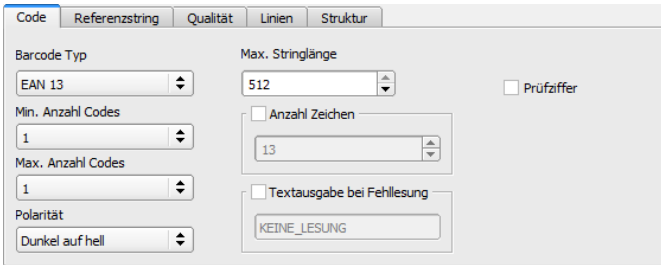 Code Referenzstring Qualität Linien Struktur
Barcode Typ
EAN 13
Min. Anzahl Codes
1
Max. Anzahl Codes
1
Polarität
Dunkel auf hell
Max. Stringlänge
512
Anzahl Zeichen
13
Textausgabe bei Fehllesung
KEINE_LESUNG
Prüfziffer